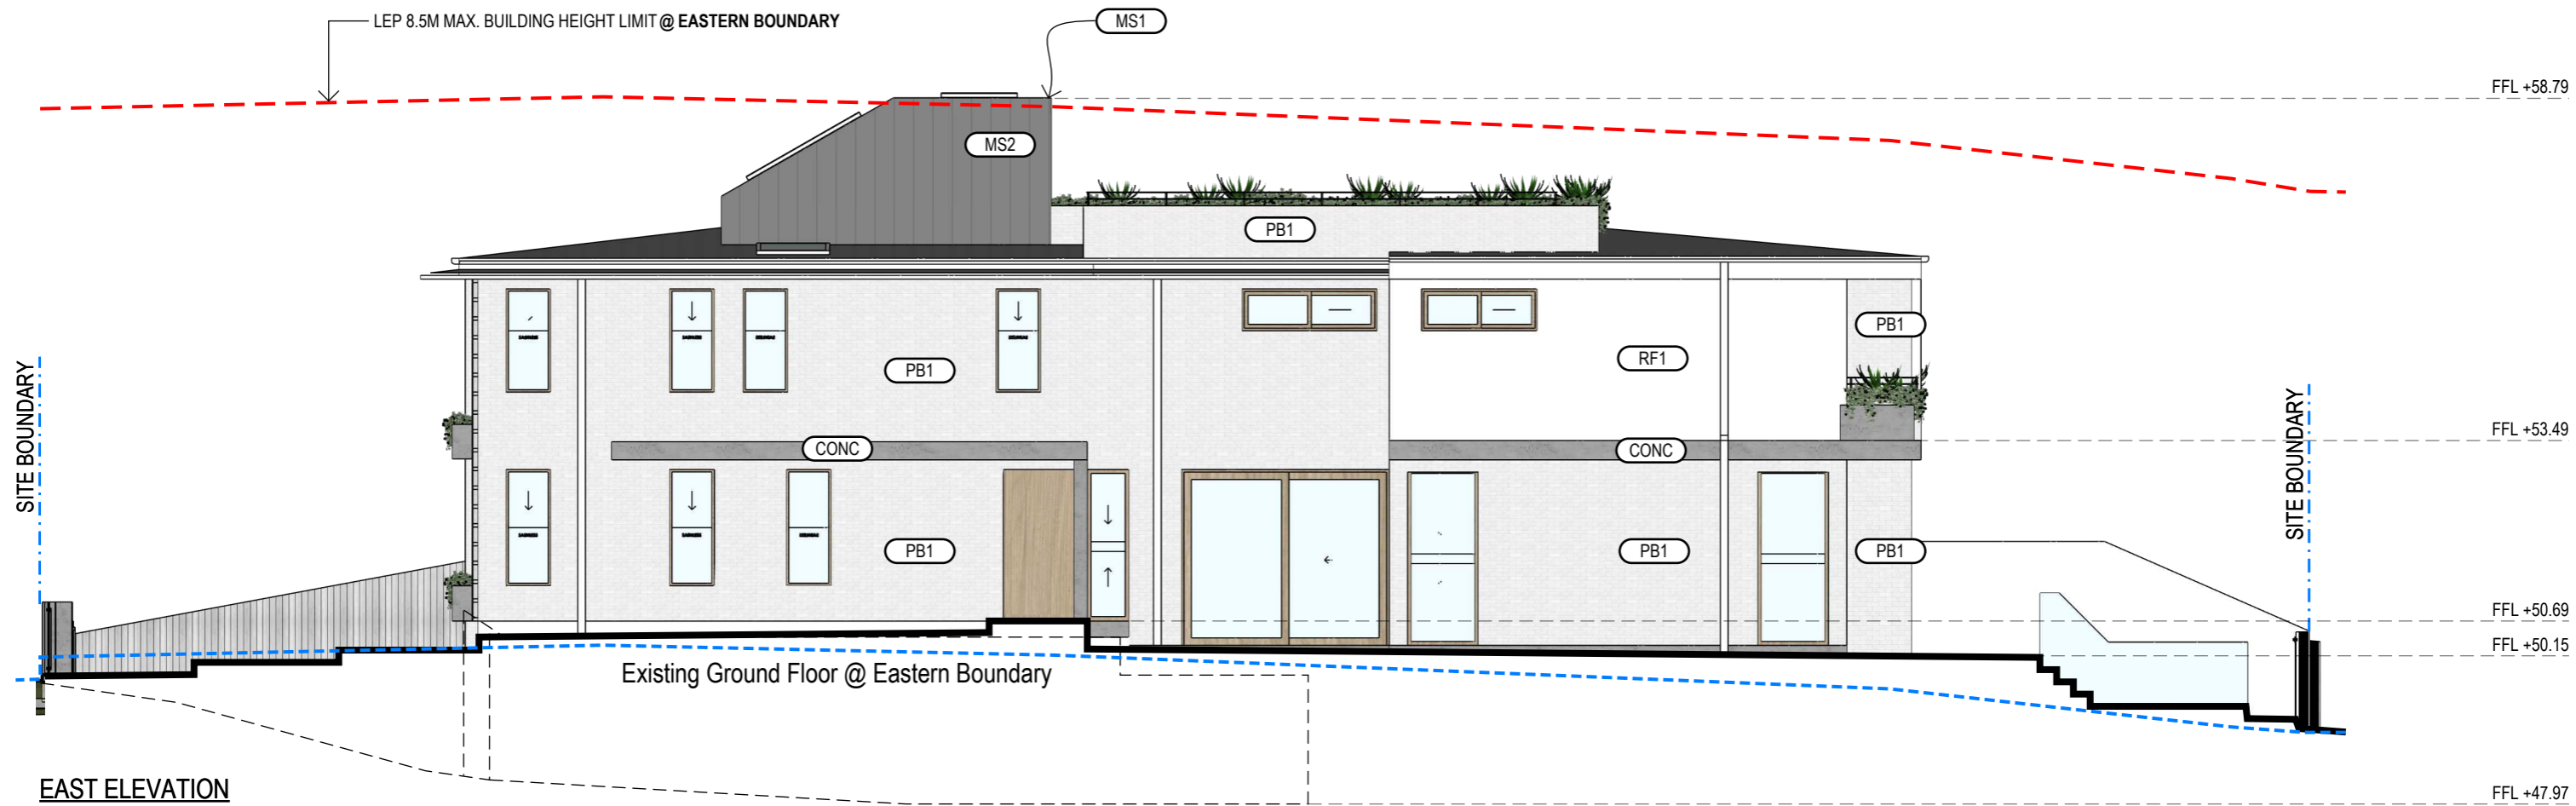 LEP 8.5M MAX. BUILDING HEIGHT LIMIT @ EASTERN BOUNDARY
MS1
FFL +58.79
MS2
PB1
PB1
RF1
PB1
SITE BOUNDARY
CONC
CONC
FFL +53.49
SITE BOUNDARY
PB1
PB1
PB1
FFL +50.69
FFL +50.15
Existing Ground Floor @ Eastern Boundary
EAST ELEVATION
FFL +47.97